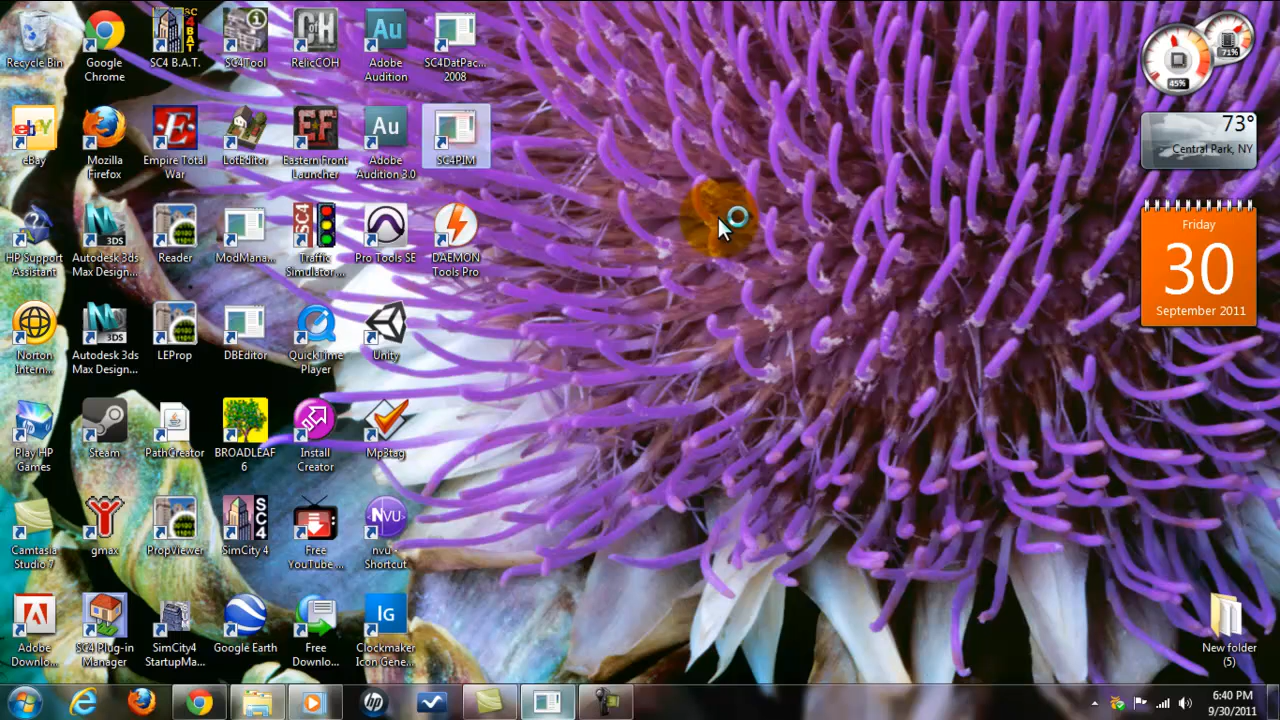 Recycle Bin
Google
Chrome
SC4 B.A.T.
SC4Tool
RelicCOH
Adobe
Audition
SC4DatPac...
2008
eBay
Mozilla
Firefox
Empire Total
War
LotEditor
Eastern Front
Launcher
Adobe
Audition 3.0
SC4PIM
HP Support
Assistant
Autodesk 3ds
Max Design...
Reader
ModMana...
Traffic
Simulator ...
Pro Tools SE
DAEMON
Tools Pro
Norton
Intern...
Autodesk 3ds
Max Design...
LEProp
DBEditor
QuickTime
Player
Unity
Play HP
Games
Steam
PathCreator
BROADLEAF
6
Install
Creator
Mp3tag
Camtasia
Studio 7
gmax
PropViewer
SimCity 4
Free
YouTube ...
nvu -
Shortcut
Adobe
Downlo...
SC4 Plug-in
Manager
SimCity4
StartupMa...
Google Earth
Free
Downlo...
Clockmaker
Icon Gene...
71%
45%
73°
Central Park, NY
Friday
30
September 2011
New folder
(5)
6:40 PM
9/30/2011